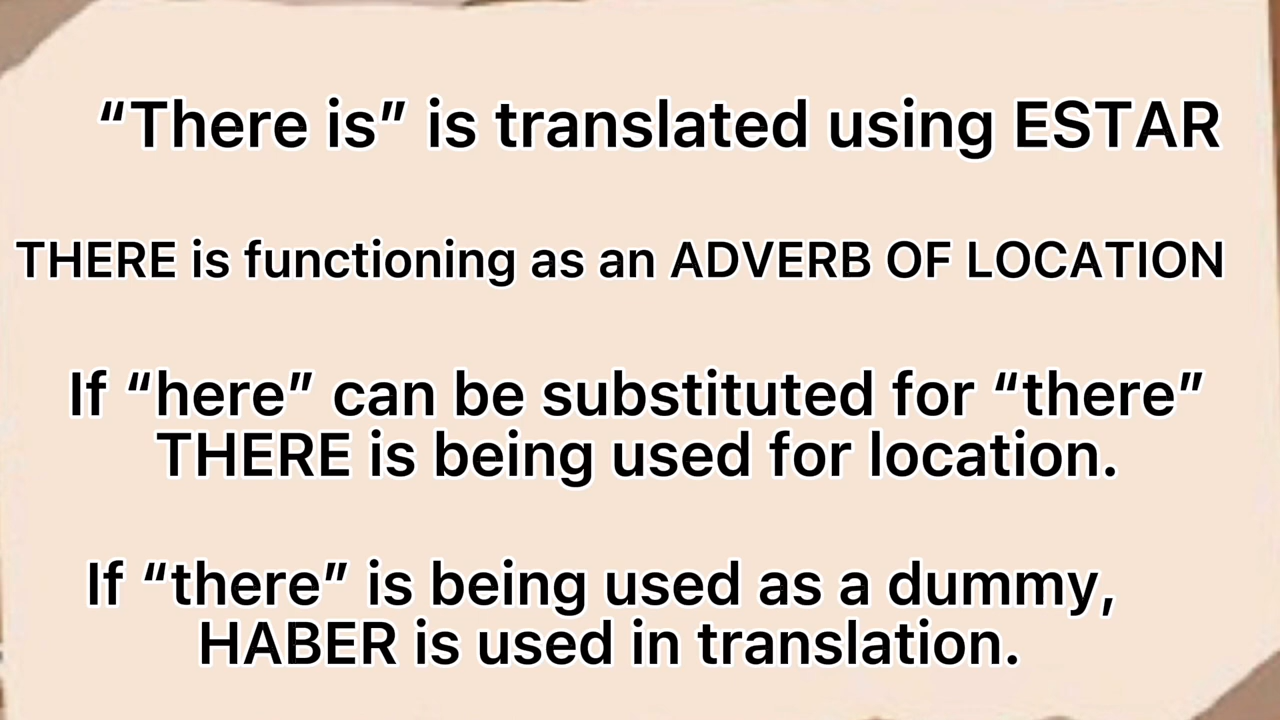 “There is” is translated using ESTAR
THERE is functioning as an ADVERB OF LOCATION
If “here” can be substituted for “there”
THERE is being used for location.
If “there” is being used as a dummy,
HABER is used in translation.